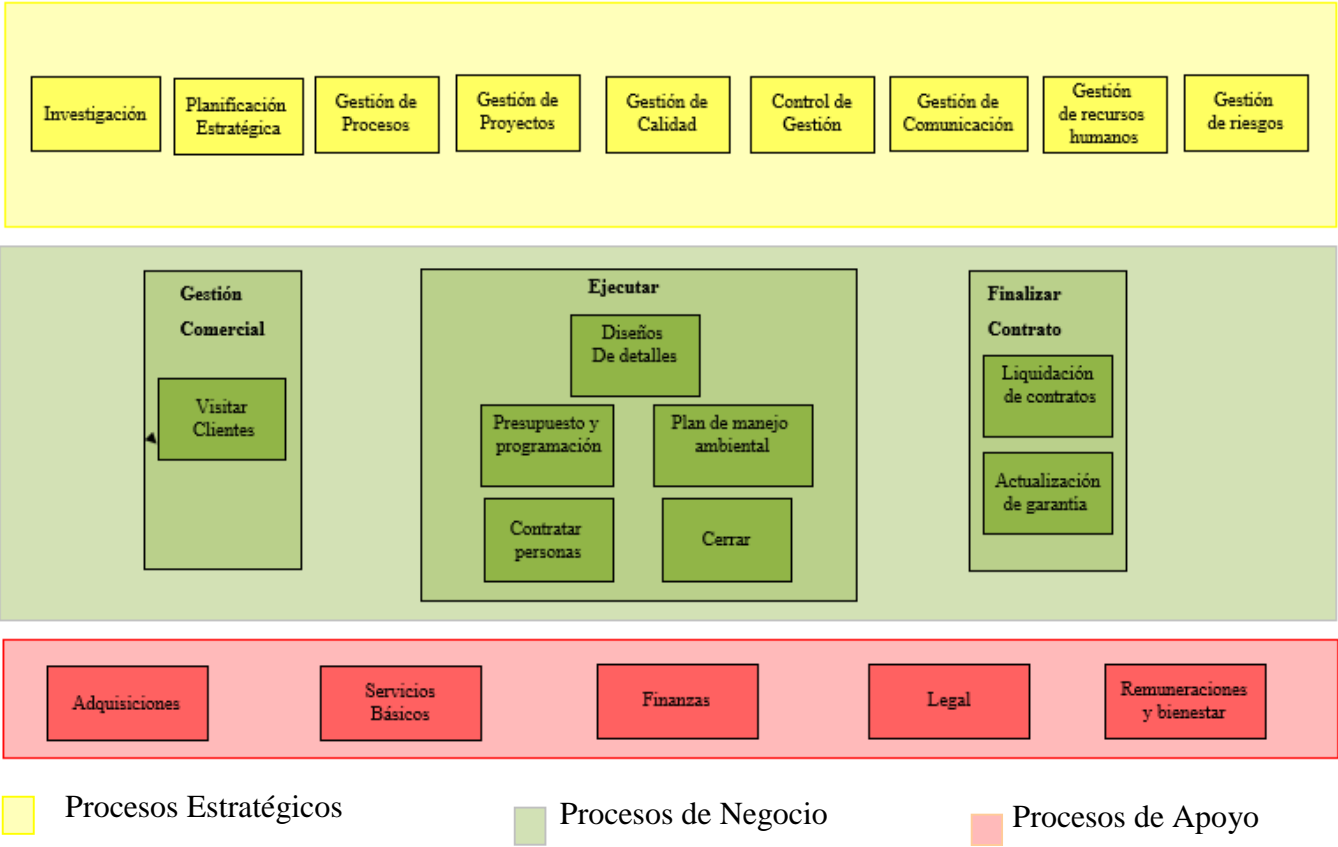 Investigación
Planificación
Estratégica
Gestión de
Procesos
Gestión de
Proyectos
Gestión de
Calidad
Control de
Gestión
Gestión de
Comunicación
Gestión
de recursos
humanos
Gestión
de riesgos
Gestión
Comercial
Visitar
Clientes
Ejecutar
Diseños
De detalles
Presupuesto y
programación
Plan de manejo
ambiental
Contratar
personas
Cerrar
Finalizar
Contrato
Liquidación
de contratos
Actualización
de garantía
Adquisiciones
Servicios
Básicos
Finanzas
Legal
Remuneraciones
y bienestar
Procesos Estratégicos
Procesos de Negocio
Procesos de Apoyo